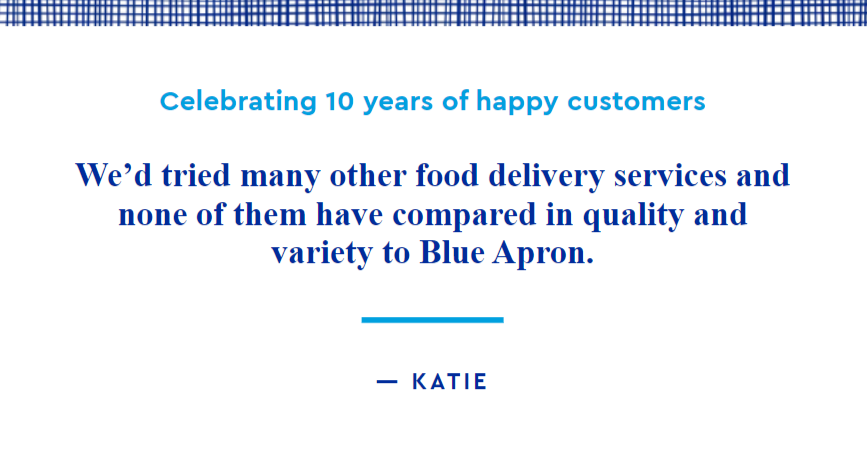 Celebrating 10 years of happy customers
We’d tried many other food delivery services and
none of them have compared in quality and
variety to Blue Apron.
— KATIE